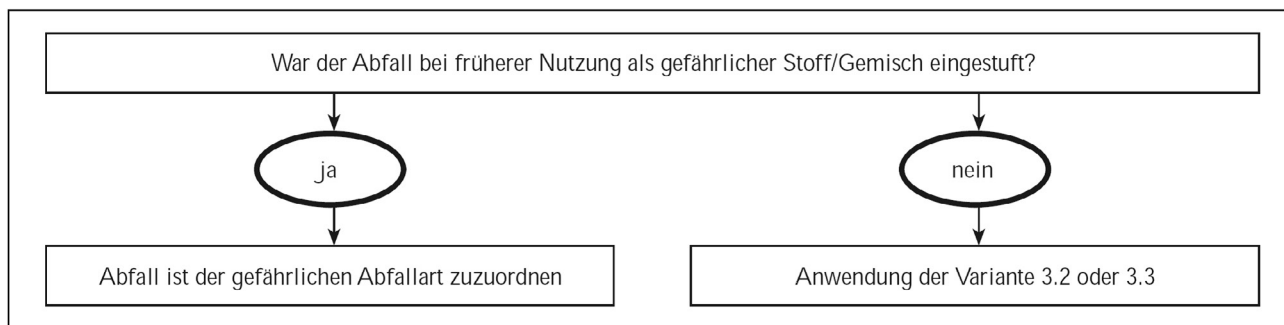 War der Abfall bei früherer Nutzung als gefährlicher Stoff/Gemisch eingestuft?
ja
nein
Abfall ist der gefährlichen Abfallart zuzuordnen
Anwendung der Variante 3.2 oder 3.3